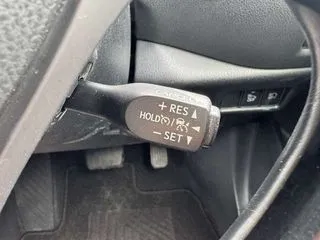 + RES ▲
HOLD / ◀
− SET ▼